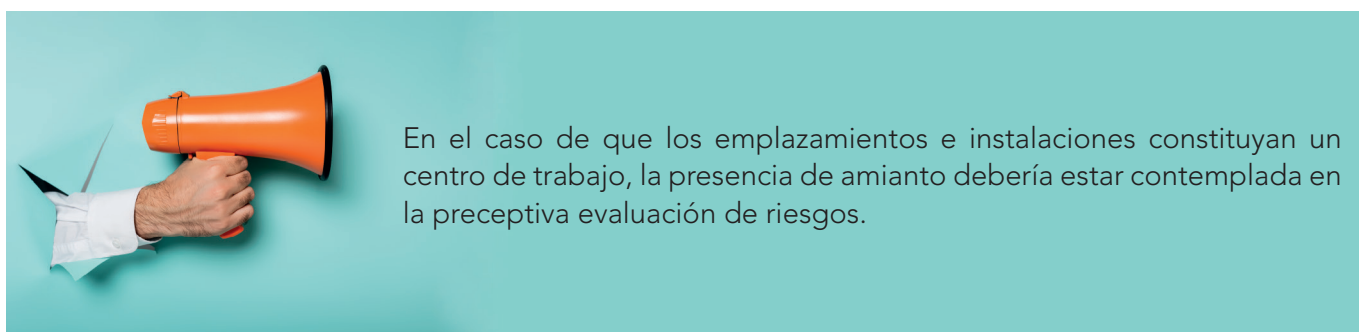 En el caso de que los emplazamientos e instalaciones constituyan un
centro de trabajo, la presencia de amianto debería estar contemplada en
la preceptiva evaluación de riesgos.